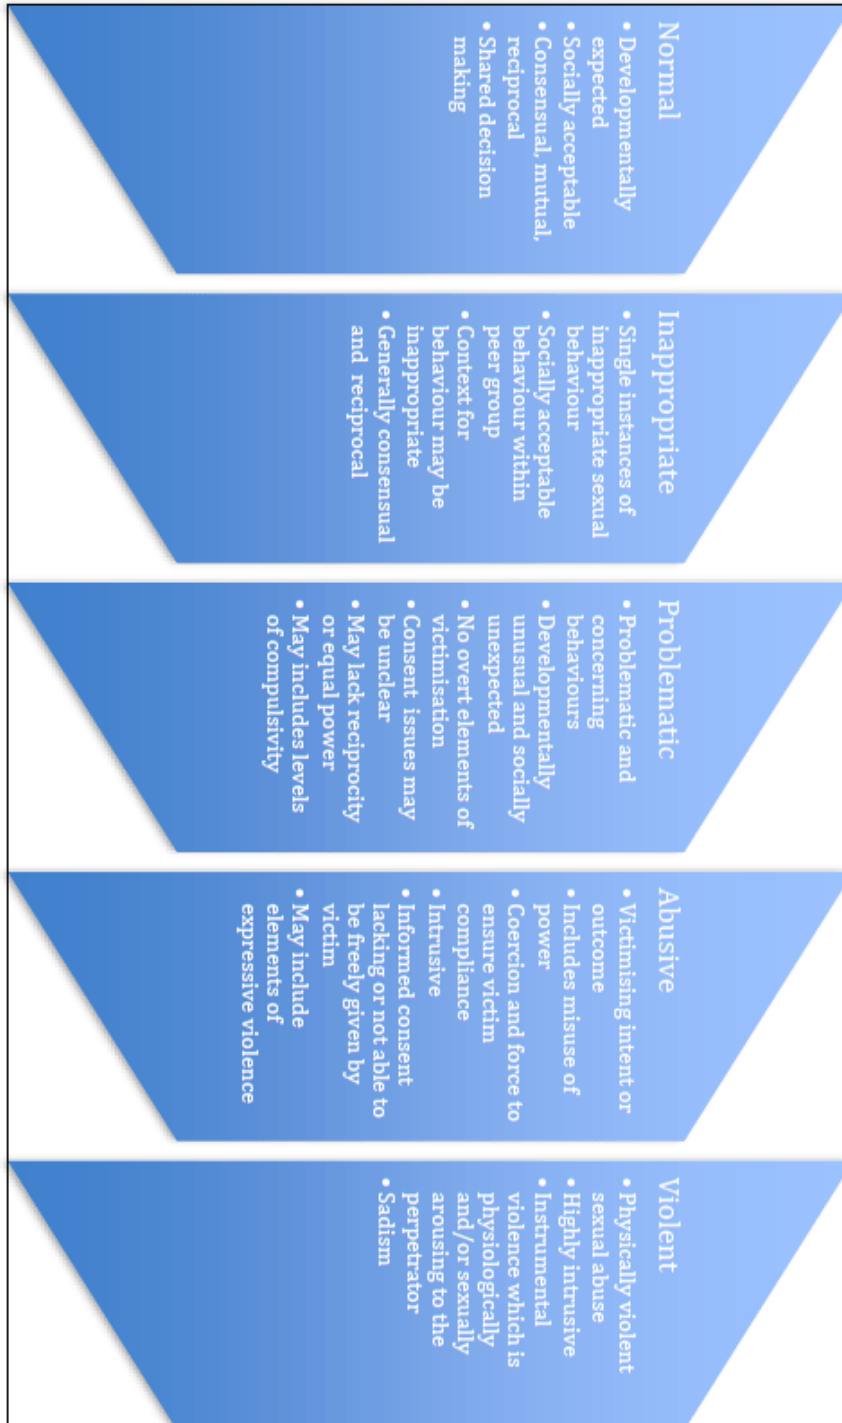 Normal
• Developmentally
expected
• Socially acceptable
• Consensual, mutual,
reciprocal
• Shared decision
making
Inappropriate
• Single instances of
inappropriate sexual
behaviour
• Socially acceptable
behaviour within
peer group
• Context for
behaviour may be
inappropriate
• Generally consensual
and reciprocal
Problematic
• Problematic and
concerning
behaviours
• Developmentally
unusual and socially
unexpected
• No overt elements of
victimisation
• Consent issues may
be unclear
• May lack reciprocity
or equal power
• May includes levels
of compulsivity
Abusive
• Victimising intent or
outcome
• Includes misuse of
power
• Coercion and force to
ensure victim
compliance
• Intrusive
• Informed consent
lacking or not able to
be freely given by
victim
• May include
elements of
expressive violence
Violent
• Physically violent
sexual abuse
• Highly intrusive
• Instrumental
violence which is
physiologically
and/or sexually
arousing to the
perpetrator
• Sadism